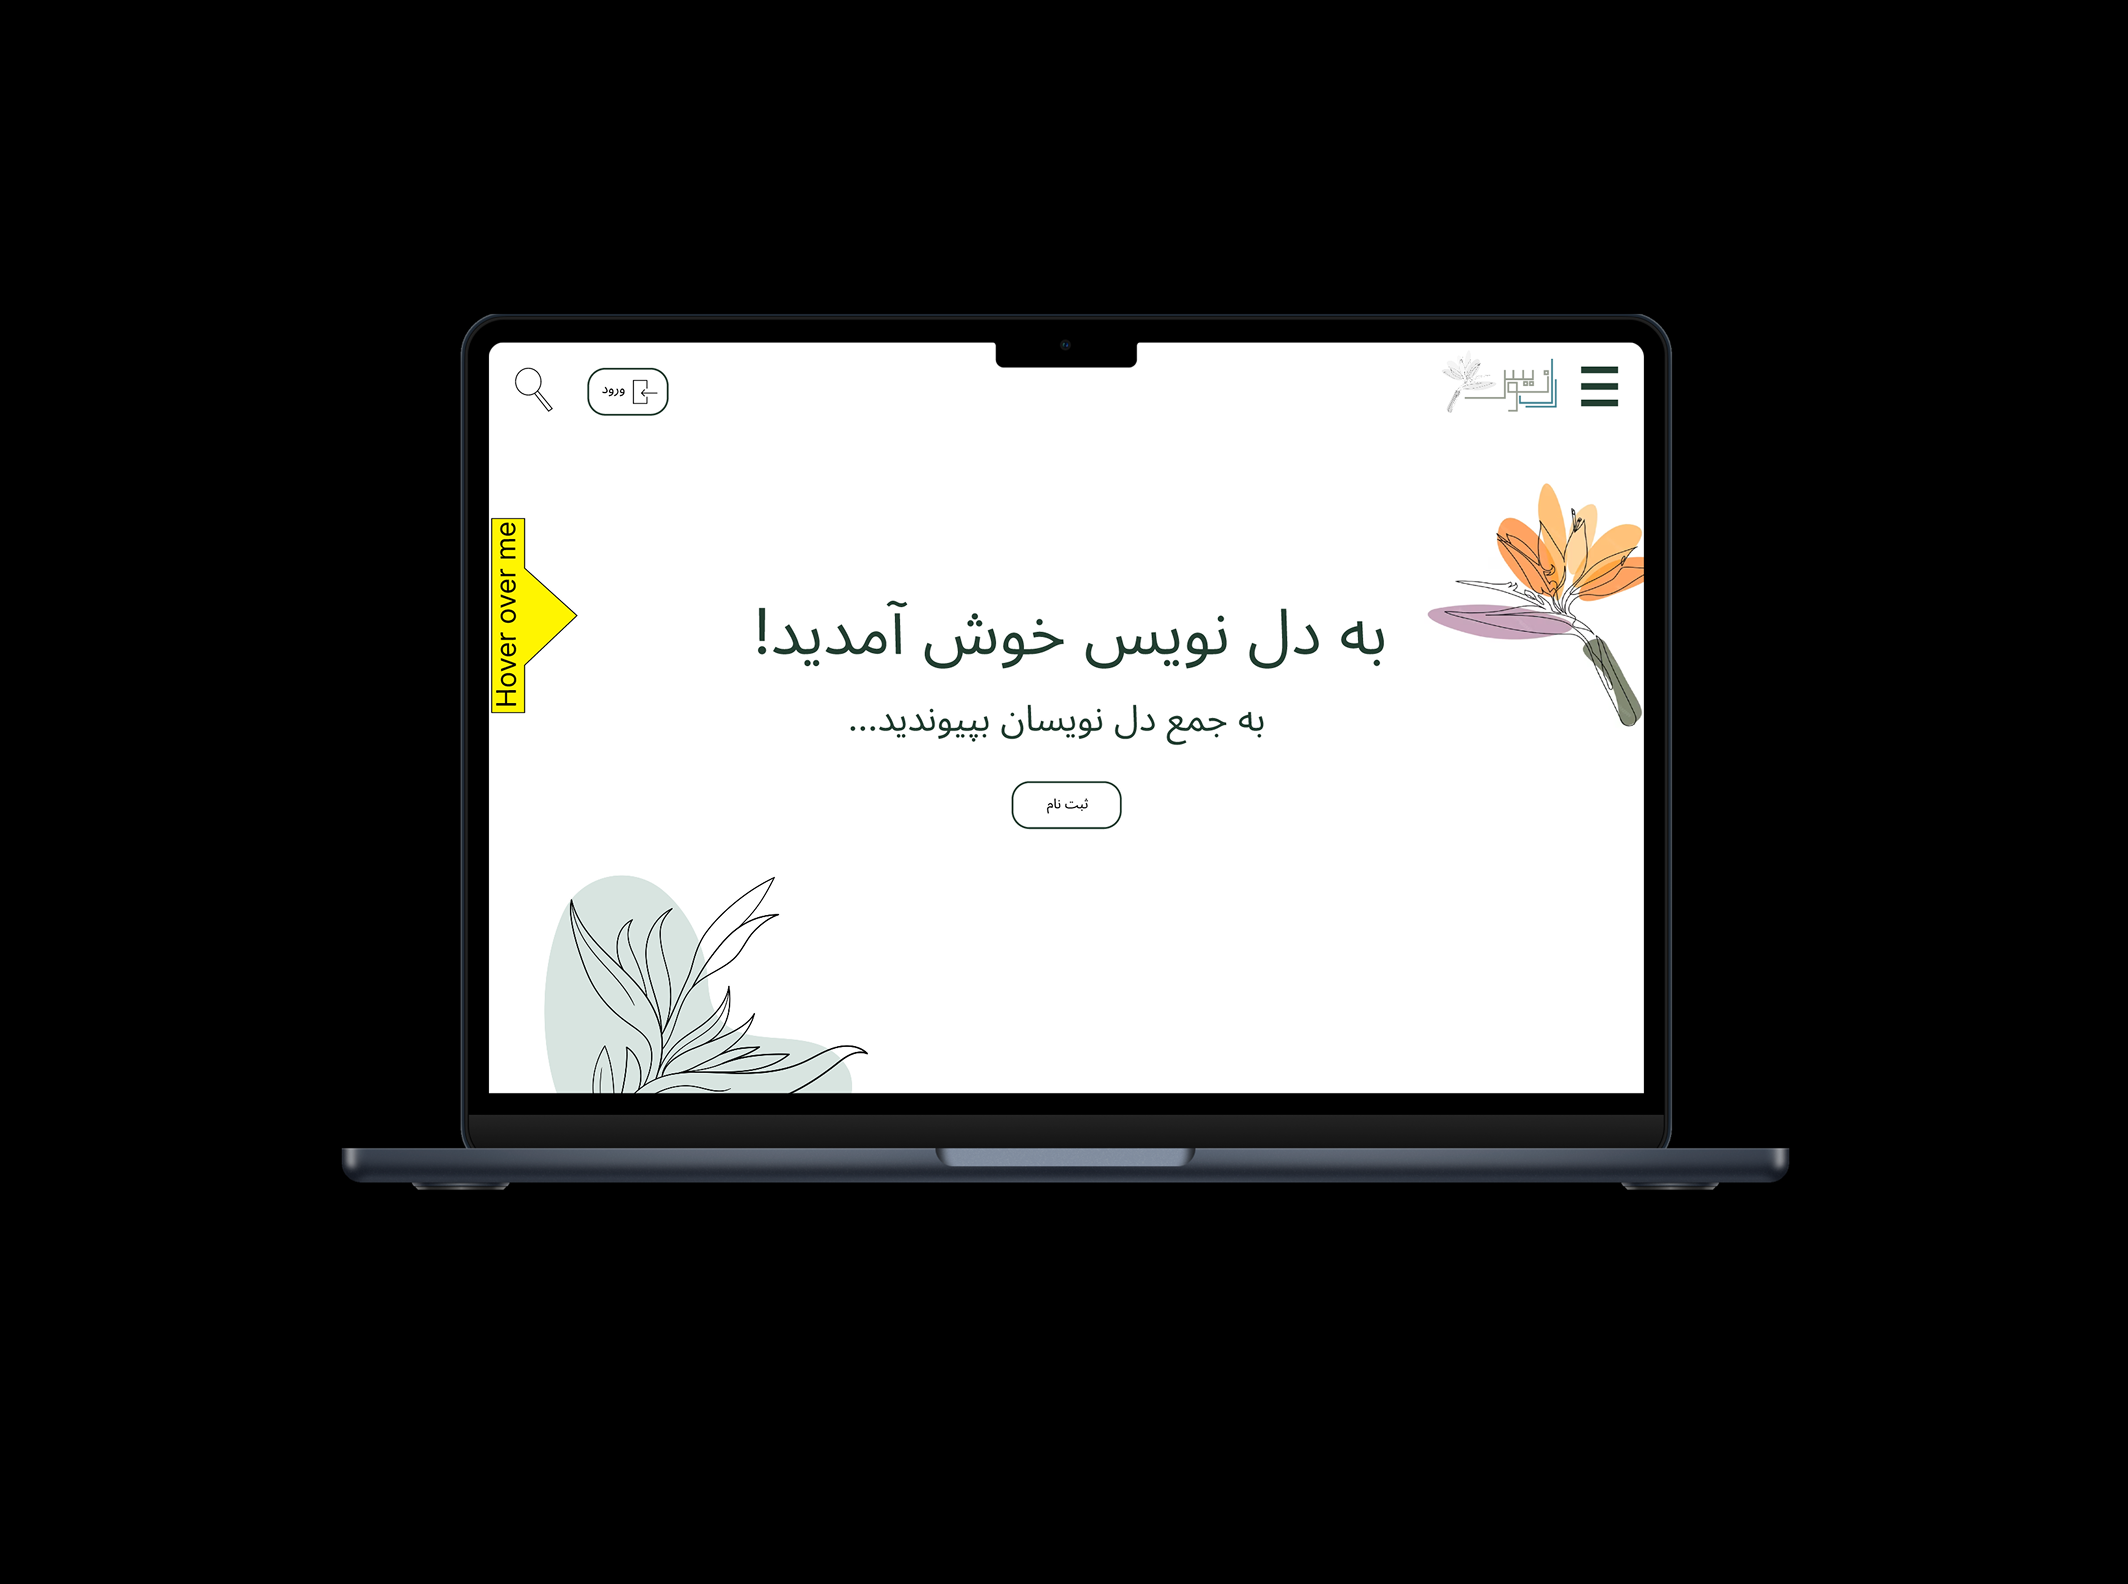 ورود
Hover over me
به دل نویس خوش آمدید!
به جمع دل نویسان بپیوندید...
ثبت نام